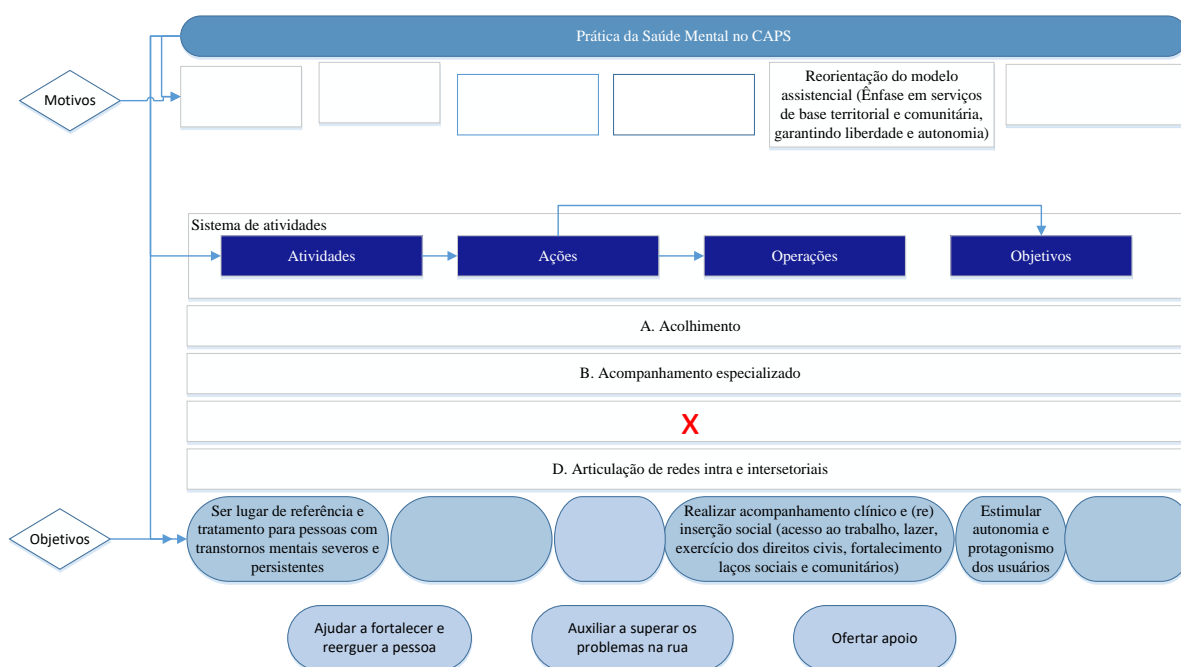 Prática da Saúde Mental no CAPS
Motivos
Reorientação do modelo
assistencial (Ênfase em serviços
de base territorial e comunitária,
garantindo liberdade e autonomia)
Sistema de atividades
Atividades
Ações
Operações
Objetivos
A. Acolhimento
B. Acompanhamento especializado
X
D. Articulação de redes intra e intersetoriais
Objetivos
Ser lugar de referência e
tratamento para pessoas com
transtornos mentais severos e
persistentes
Realizar acompanhamento clínico e (re)
inserção social (acesso ao trabalho, lazer,
exercício dos direitos civis, fortalecimento
laços sociais e comunitários)
Estimular
autonomia e
protagonismo
dos usuários
Ajudar a fortalecer e
reerguer a pessoa
Auxiliar a superar os
problemas na rua
Ofertar apoio